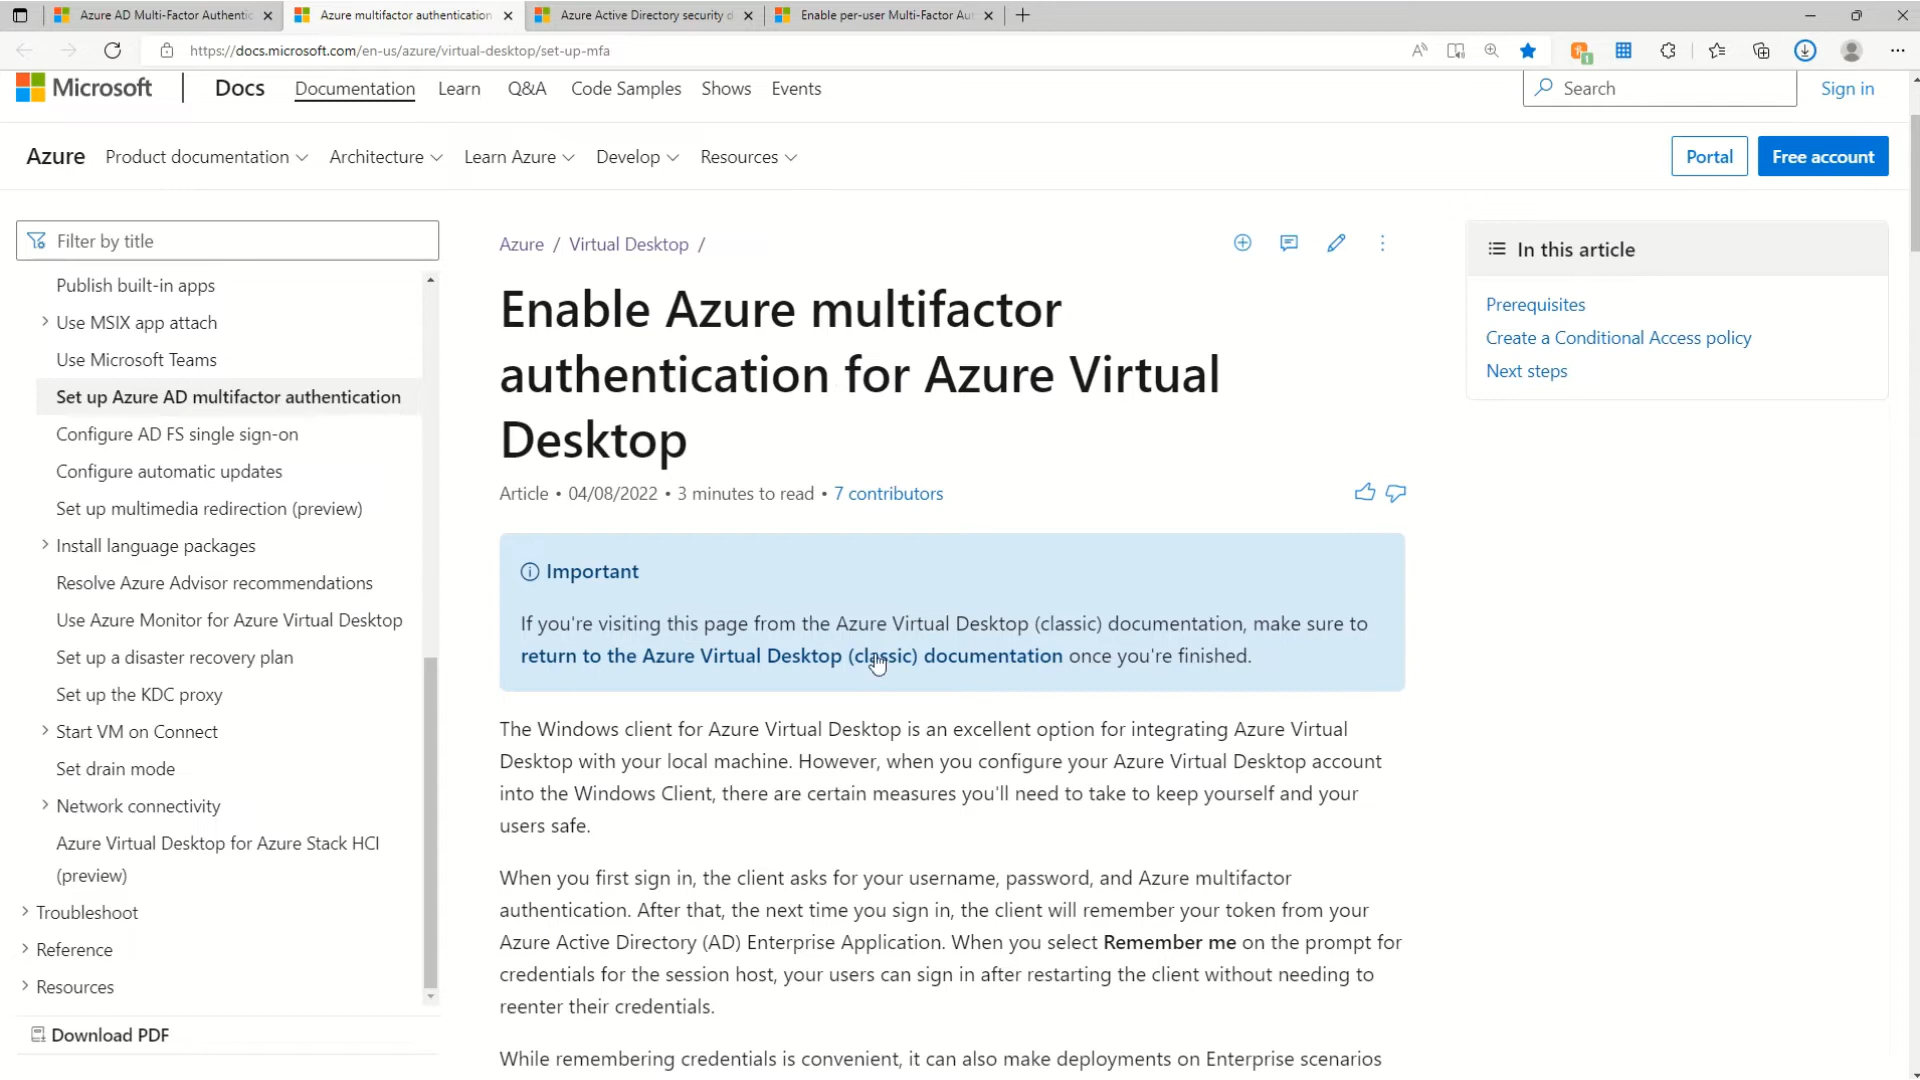 Azure AD Multi-Factor Authentic
Azure multifactor authentication
Azure Active Directory security d
Enable per-user Multi-Factor Aut
https://docs.microsoft.com/en-us/azure/virtual-desktop/set-up-mfa
Microsoft
Docs
Documentation
Learn
Q&A
Code Samples
Shows
Events
Search
Sign in
Azure
Product documentation
Architecture
Learn Azure
Develop
Resources
Portal
Free account
Filter by title
Publish built-in apps
Use MSIX app attach
Use Microsoft Teams
Set up Azure AD multifactor authentication
Configure AD FS single sign-on
Configure automatic updates
Set up multimedia redirection (preview)
Install language packages
Resolve Azure Advisor recommendations
Use Azure Monitor for Azure Virtual Desktop
Set up a disaster recovery plan
Set up the KDC proxy
Start VM on Connect
Set drain mode
Network connectivity
Azure Virtual Desktop for Azure Stack HCI
(preview)
Troubleshoot
Reference
Resources
Download PDF
Azure / Virtual Desktop /
Enable Azure multifactor
authentication for Azure Virtual
Desktop
Article • 04/08/2022 • 3 minutes to read • 7 contributors
Important
If you're visiting this page from the Azure Virtual Desktop (classic) documentation, make sure to
return to the Azure Virtual Desktop (classic) documentation once you're finished.
The Windows client for Azure Virtual Desktop is an excellent option for integrating Azure Virtual
Desktop with your local machine. However, when you configure your Azure Virtual Desktop account
into the Windows Client, there are certain measures you'll need to take to keep yourself and your
users safe.
When you first sign in, the client asks for your username, password, and Azure multifactor
authentication. After that, the next time you sign in, the client will remember your token from your
Azure Active Directory (AD) Enterprise Application. When you select Remember me on the prompt for
credentials for the session host, your users can sign in after restarting the client without needing to
reenter their credentials.
While remembering credentials is convenient, it can also make deployments on Enterprise scenarios
In this article
Prerequisites
Create a Conditional Access policy
Next steps